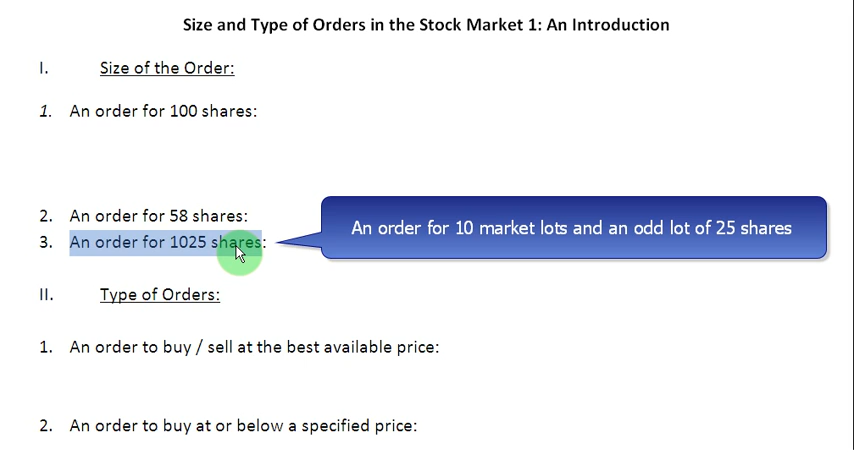 Size and Type of Orders in the Stock Market 1: An Introduction
I. Size of the Order:
1. An order for 100 shares:
2. An order for 58 shares:
3. An order for 1025 shares:
An order for 10 market lots and an odd lot of 25 shares
II. Type of Orders:
1. An order to buy / sell at the best available price:
2. An order to buy at or below a specified price: